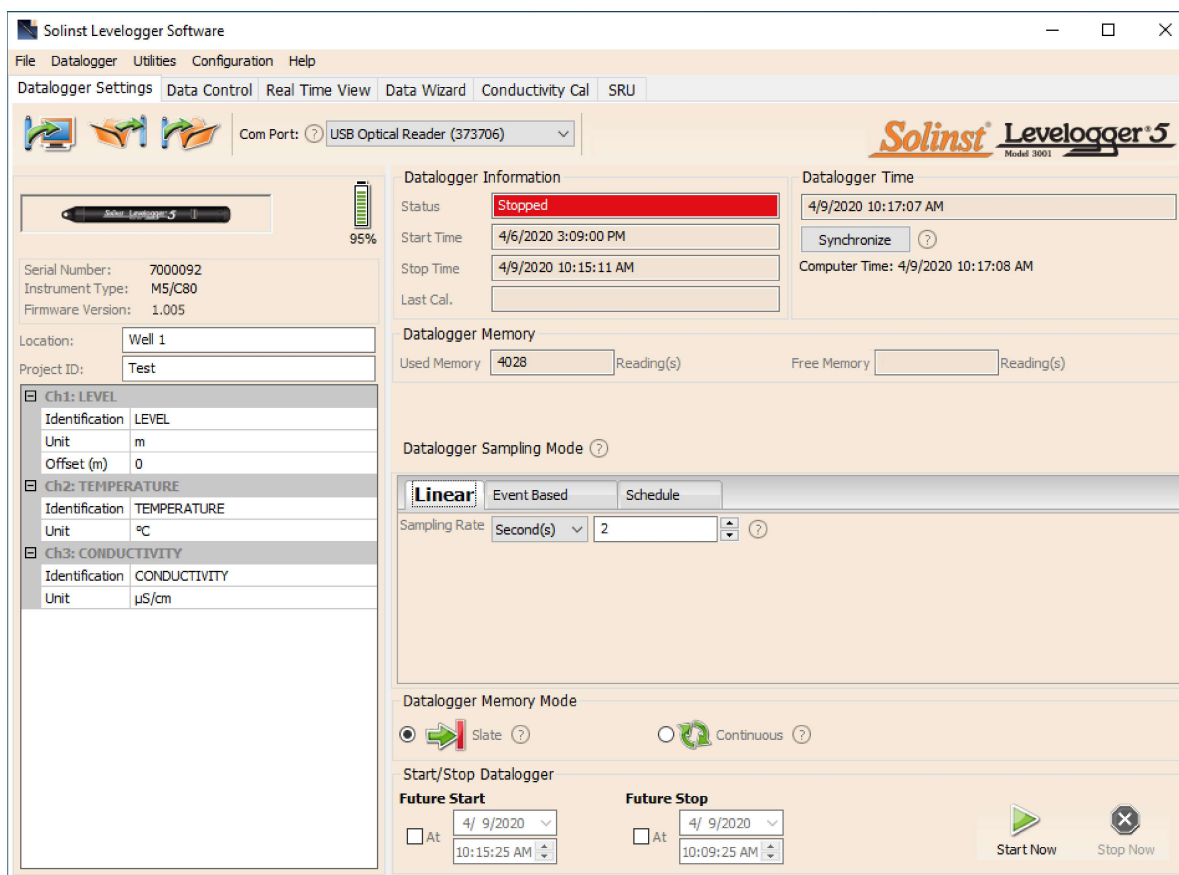 Solinst Levelogger Software
File Datalogger Utilities Configuration Help
Datalogger Settings Data Control Real Time View Data Wizard Conductivity Cal SRU
Com Port: ? USB Optical Reader (373706)
Solinst® Levelogger® 5
Model 3001
Solinst Levelogger 5
95%
Serial Number: 7000092
Instrument Type: M5/C80
Firmware Version: 1.005
Location: Well 1
Project ID: Test
Ch1: LEVEL
Identification LEVEL
Unit m
Offset (m) 0
Ch2: TEMPERATURE
Identification TEMPERATURE
Unit ºC
Ch3: CONDUCTIVITY
Identification CONDUCTIVITY
Unit µS/cm
Datalogger Information
Status Stopped
Start Time 4/6/2020 3:09:00 PM
Stop Time 4/9/2020 10:15:11 AM
Last Cal.
Datalogger Time
4/9/2020 10:17:07 AM
Synchronize ?
Computer Time: 4/9/2020 10:17:08 AM
Datalogger Memory
Used Memory 4028 Reading(s) Free Memory Reading(s)
Datalogger Sampling Mode ?
Linear Event Based Schedule
Sampling Rate Second(s) 2 ?
Datalogger Memory Mode
Slate ? Continuous ?
Start/Stop Datalogger
Future Start
At 4/ 9/2020
10:15:25 AM
Future Stop
At 4/ 9/2020
10:09:25 AM
Start Now Stop Now